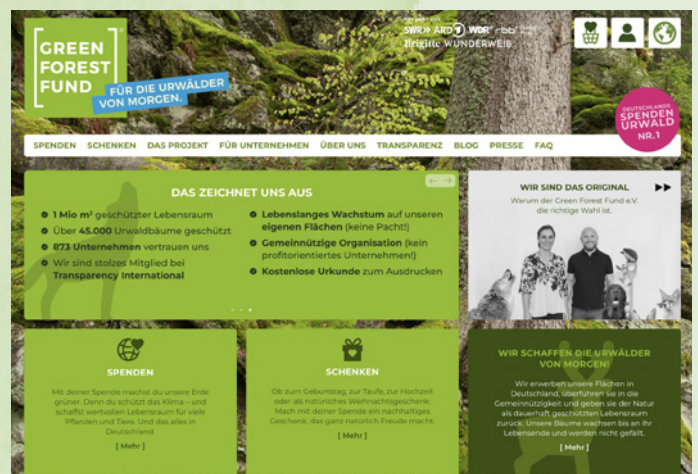 GREEN
FOREST
FUND
FÜR DIE URWÄLDER
VON MORGEN.
SWR» ARD 1 WDR rbb
Brigitte WUNDERWEIB
DEUTSCHLANDS
SPENDEN
URWALD
NR.1
SPENDEN SCHENKEN DAS PROJEKT FÜR UNTERNEHMEN ÜBER UNS TRANSPARENZ BLOG PRESSE FAQ
DAS ZEICHNET UNS AUS
1 Mio m² geschützter Lebensraum
Über 45.000 Urwaldbäume geschützt
873 Unternehmen vertrauen uns
Wir sind stolzes Mitglied bei
Transparency International
Lebenslanges Wachstum auf unseren
eigenen Flächen (keine Pacht!)
Gemeinnützige Organisation (kein
profitorientiertes Unternehmen!)
Kostenlose Urkunde zum Ausdrucken
WIR SIND DAS ORIGINAL
Warum der Green Forest Fund e.V.
die richtige Wahl ist.
SPENDEN
Mit deiner Spende machst du unsere Erde
grüner. Denn du schützt das Klima – und
schaffst wertvollen Lebensraum für viele
Pflanzen und Tiere. Und das alles in
Deutschland.
[ Mehr ]
SCHENKEN
Ob zum Geburtstag, zur Taufe, zur Hochzeit
oder als natürliches Weihnachtsgeschenk:
Mach mit deiner Spende ein nachhaltiges
Geschenk, das ganz natürlich Freude macht.
[ Mehr ]
WIR SCHAFFEN DIE URWÄLDER
VON MORGEN!
Wir erwerben unsere Flächen in
Deutschland, überführen sie in die
Gemeinnützigkeit und geben sie der Natur
als dauerhaft geschützten Lebensraum
zurück. Unsere Bäume wachsen bis an ihr
Lebensende und werden nicht gefällt.
[ Mehr ]